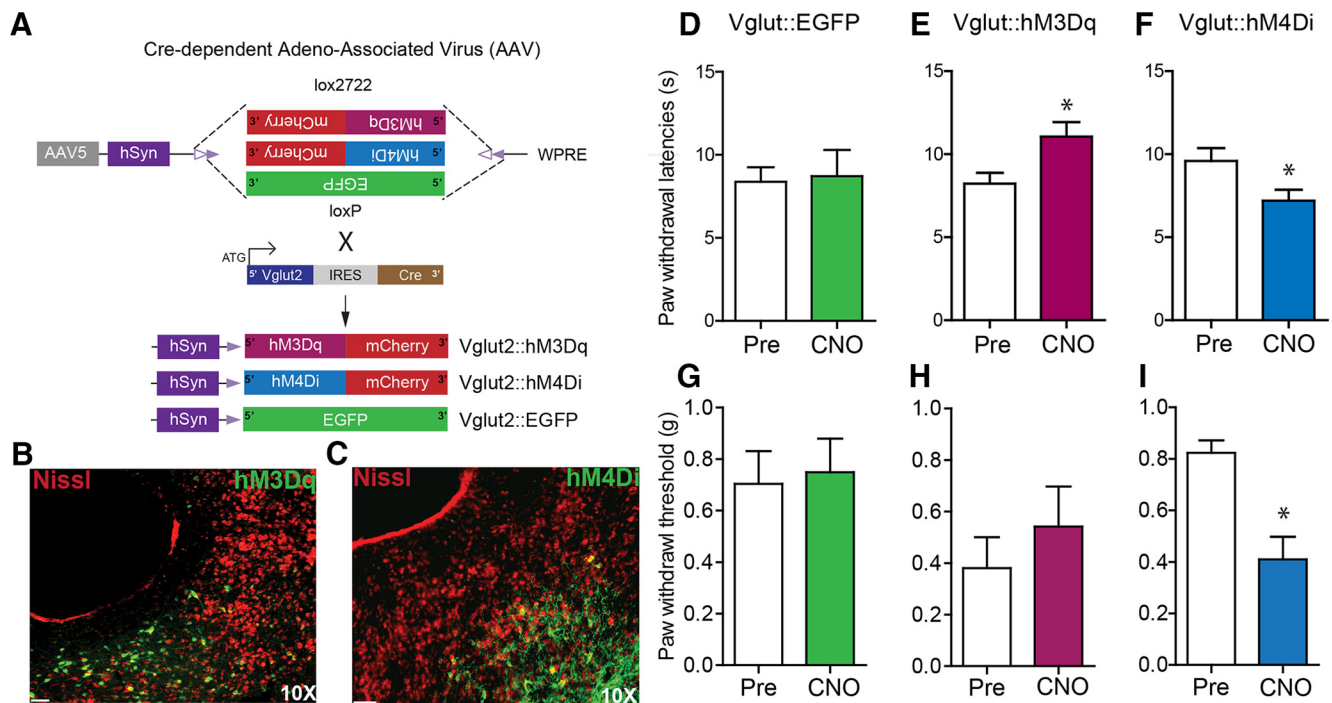 A
Cre-dependent Adeno-Associated Virus (AAV)
lox2722
3' mCherry hM3Dq 5'
AAV5 hSyn 3' mCherry hM4Di 5' WPRE
3' EGFP 5'
loxP
X
ATG
5' Vglut2 IRES Cre 3'
hSyn 5' hM3Dq mCherry 3' Vglut2::hM3Dq
hSyn 5' hM4Di mCherry 3' Vglut2::hM4Di
hSyn 5' EGFP 3' Vglut2::EGFP
B
Nissl hM3Dq
10X
C
Nissl hM4Di
10X
D Vglut::EGFP
Paw withdrawal latencies (s)
15
10
5
0
Pre CNO
E Vglut::hM3Dq
15
10
5
0
*
Pre CNO
F Vglut::hM4Di
15
10
5
0
*
Pre CNO
G
Paw withdrawl threshold (g)
1.0
0.8
0.6
0.4
0.2
0.0
Pre CNO
H
1.0
0.8
0.6
0.4
0.2
0.0
Pre CNO
I
1.0
0.8
0.6
0.4
0.2
0.0
*
Pre CNO